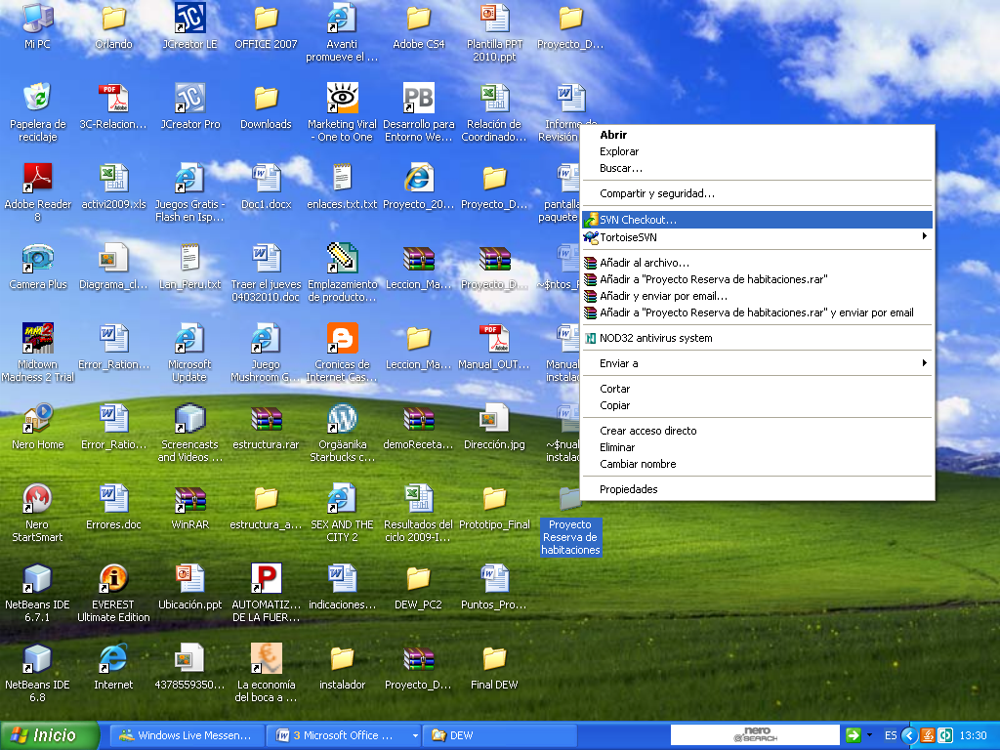 Mi PC
Orlando
JCreator LE
OFFICE 2007
Avanti
promueve el ...
Adobe CS4
Plantilla PPT
2010.ppt
Proyecto_D...
Papelera de
reciclaje
3C-Relacion...
JCreator Pro
Downloads
Marketing Viral
- One to One
Desarrollo para
Entorno We...
Relación de
Coordinado...
Informe de
Revisión
Adobe Reader
8
activi2009.xls
Juegos Gratis -
Flash en Isp...
Doc1.docx
enlaces.txt.txt
Proyecto_20...
Proyecto_D...
pantalla
paquete
Camera Plus
Diagrama_cl...
Lan_Peru.txt
Traer el jueves
04032010.doc
Emplazamiento
de producto...
Leccion_Ma...
Proyecto_D...
~$ntos_P
Midtown
Madness 2 Trial
Error_Ration...
Microsoft
Update
Juego
Mushroom G...
Cronicas de
Internet Cas...
Leccion_Ma...
Manual_OUT...
Manual
instalac
Nero Home
Error_Ratio...
Screencasts
and Videos ...
estructura.rar
Orgäanika
Starbucks c...
demoReceta...
Dirección.jpg
~$nual
instalac
Nero
StartSmart
Errores.doc
WinRAR
estructura_a...
SEX AND THE
CITY 2
Resultados del
ciclo 2009-I...
Prototipo_Final
Proyecto
Reserva de
habitaciones
NetBeans IDE
6.7.1
EVEREST
Ultimate Edition
Ubicación.ppt
AUTOMATIZ...
DE LA FUER...
indicaciones...
DEW_PC2
Puntos_Pro...
NetBeans IDE
6.8
Internet
4378559350...
La economía
del boca a ...
instalador
Proyecto_D...
Final DEW
Abrir
Explorar
Buscar...
Compartir y seguridad...
SVN Checkout...
TortoiseSVN
Añadir al archivo...
Añadir a "Proyecto Reserva de habitaciones.rar"
Añadir y enviar por email...
Añadir a "Proyecto Reserva de habitaciones.rar" y enviar por email
NOD32 antivirus system
Enviar a
Cortar
Copiar
Crear acceso directo
Eliminar
Cambiar nombre
Propiedades
Inicio
Windows Live Messen...
3 Microsoft Office ...
DEW
nero
SEARCH
ES
13:30